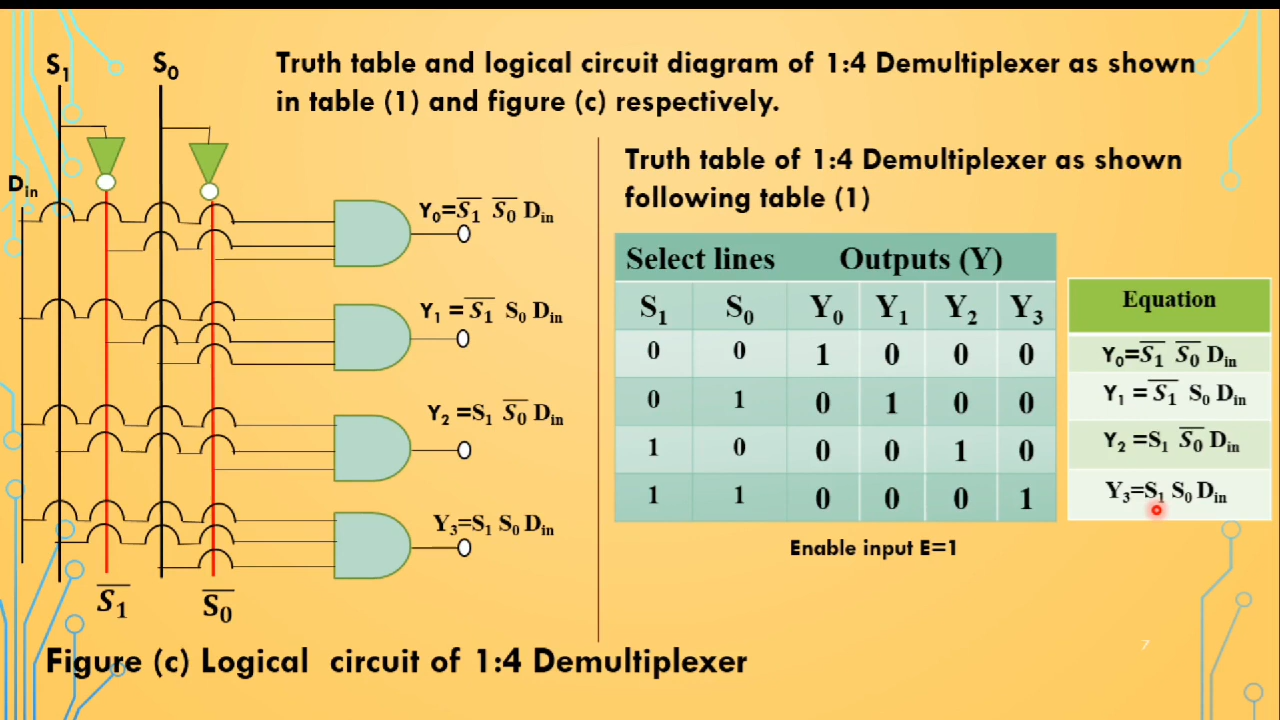 Truth table and logical circuit diagram of 1:4 Demultiplexer as shown
in table (1) and figure (c) respectively.
S₁ S₀
Dᵢₙ
Y₀=S̅₁ S̅₀ Dᵢₙ
Y₁ =S̅₁ S₀ Dᵢₙ
Y₂ =S₁ S̅₀ Dᵢₙ
Y₃=S₁ S₀ Dᵢₙ
S̅₁ S̅₀
Figure (c) Logical circuit of 1:4 Demultiplexer
Truth table of 1:4 Demultiplexer as shown
following table (1)
Select lines Outputs (Y)
S₁ S₀ Y₀ Y₁ Y₂ Y₃
0 0 1 0 0 0
0 1 0 1 0 0
1 0 0 0 1 0
1 1 0 0 0 1
Enable input E=1
Equation
Y₀=S̅₁ S̅₀ Dᵢₙ
Y₁ =S̅₁ S₀ Dᵢₙ
Y₂ =S₁ S̅₀ Dᵢₙ
Y₃=S₁ S₀ Dᵢₙ
7